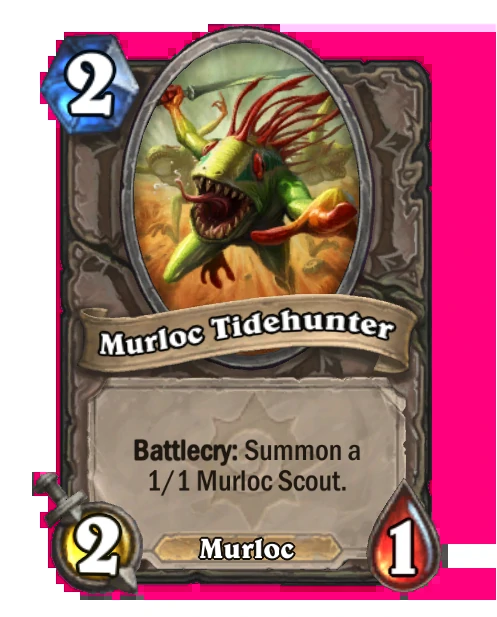 2
Murloc Tidehunter
Battlecry: Summon a
1/1 Murloc Scout.
2
Murloc
1